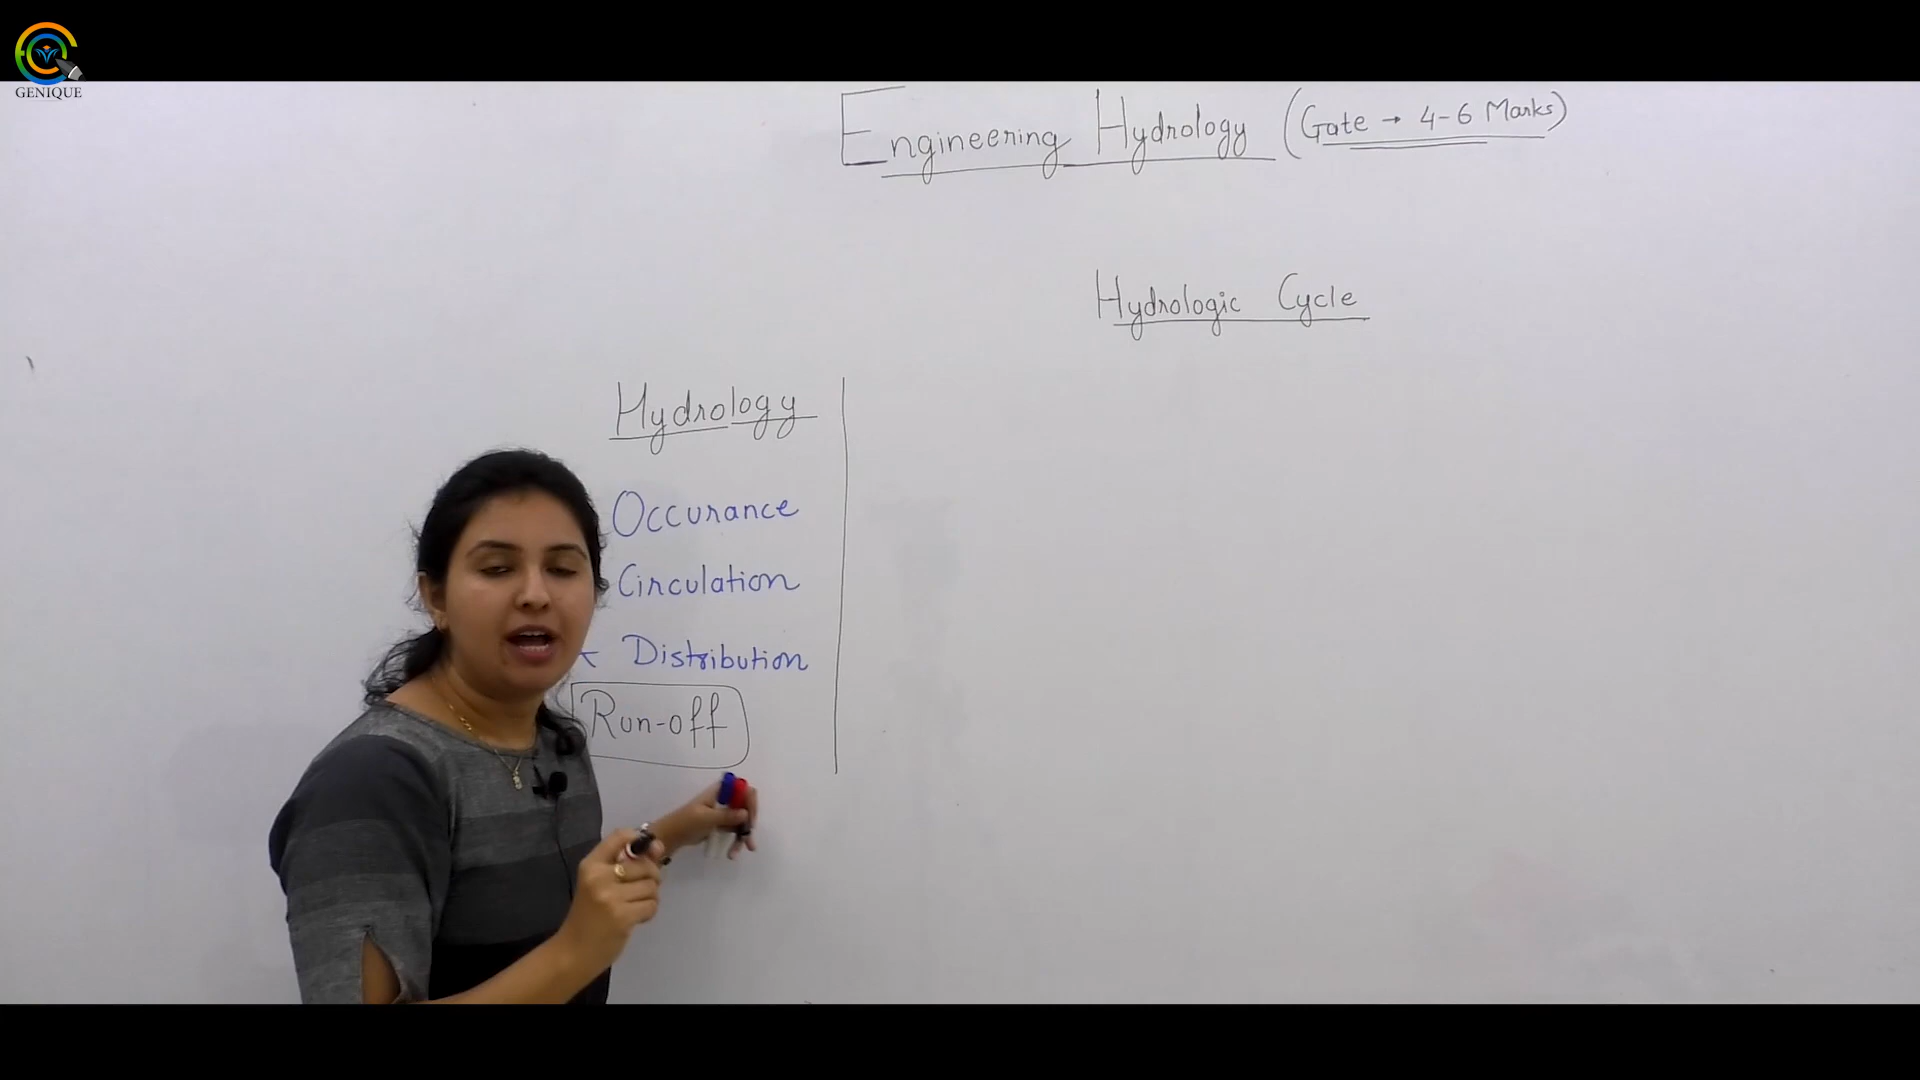 GENIQUE
Engineering Hydrology (Gate → 4-6 Marks)
Hydrologic Cycle
Hydrology
Occurance
Circulation
Distribution
Run-off